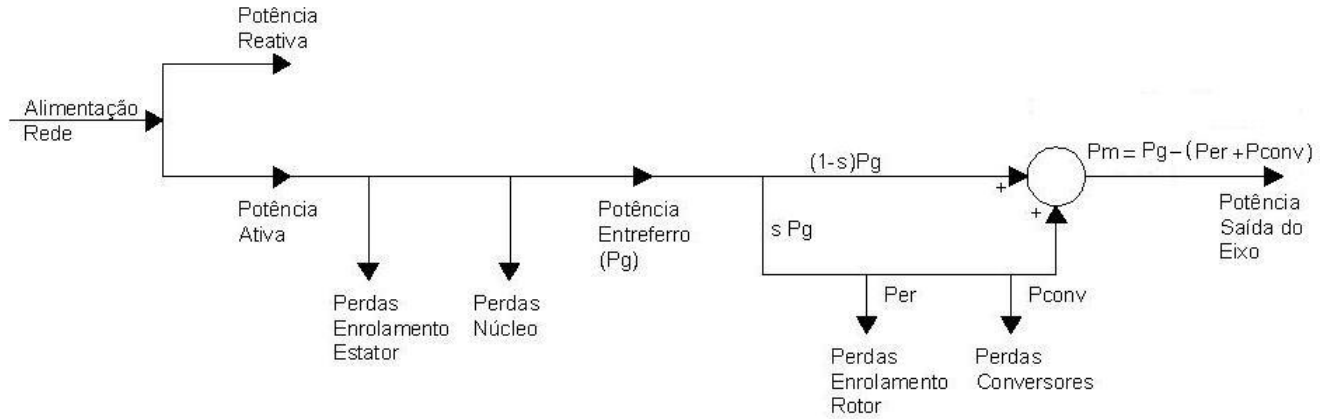 Potência
Reativa
Alimentação
Rede
Potência
Ativa
Perdas
Enrolamento
Estator
Perdas
Núcleo
Potência
Entreferro
(Pg)
(1-s)Pg
s Pg
+
+
Per
Pconv
Perdas
Enrolamento
Rotor
Perdas
Conversores
Pm = Pg - (Per + Pconv)
Potência
Saída do
Eixo